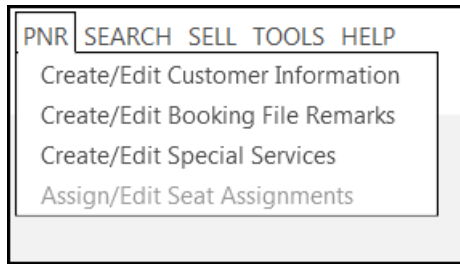 PNR SEARCH SELL TOOLS HELP
Create/Edit Customer Information
Create/Edit Booking File Remarks
Create/Edit Special Services
Assign/Edit Seat Assignments